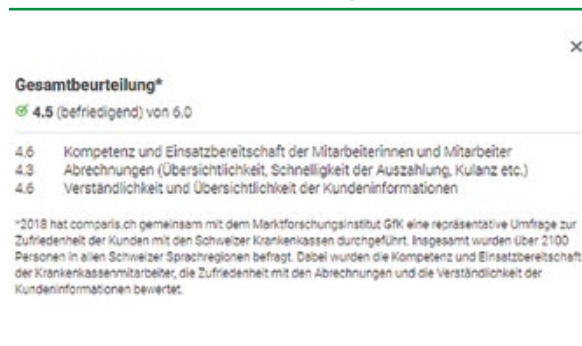 Gesamtbeurteilung*
4.5 (befriedigend) von 6.0
4.6 Kompetenz und Einsatzbereitschaft der Mitarbeiterinnen und Mitarbeiter
4.3 Abrechnungen (Übersichtlichkeit, Schnelligkeit der Auszahlung, Kulanz etc.)
4.6 Verständlichkeit und Übersichtlichkeit der Kundeninformationen
*2018 hat comparis.ch gemeinsam mit dem Marktforschungsinstitut GfK eine repräsentative Umfrage zur
Zufriedenheit der Kunden mit den Schweizer Krankenkassen durchgeführt. Insgesamt wurden über 2100
Personen in allen Schweizer Sprachregionen befragt. Dabei wurden die Kompetenz und Einsatzbereitschaft
der Krankenkassenmitarbeiter, die Zufriedenheit mit den Abrechnungen und die Verständlichkeit der
Kundeninformationen bewertet.